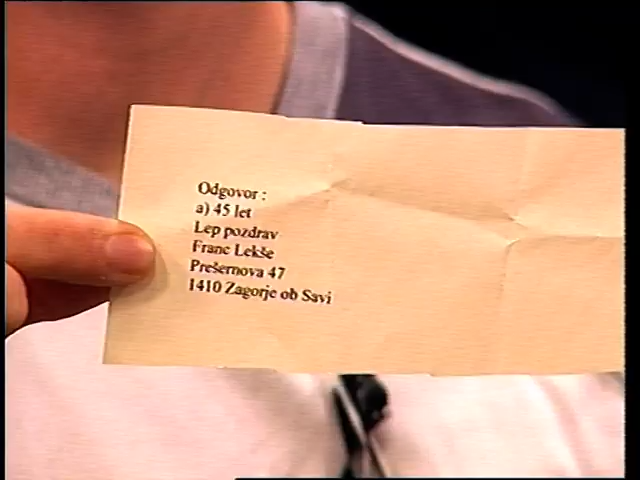 Odgovor :
a) 45 let
Lep pozdrav
Franc Lekše
Prešernova 47
1410 Zagorje ob Savi